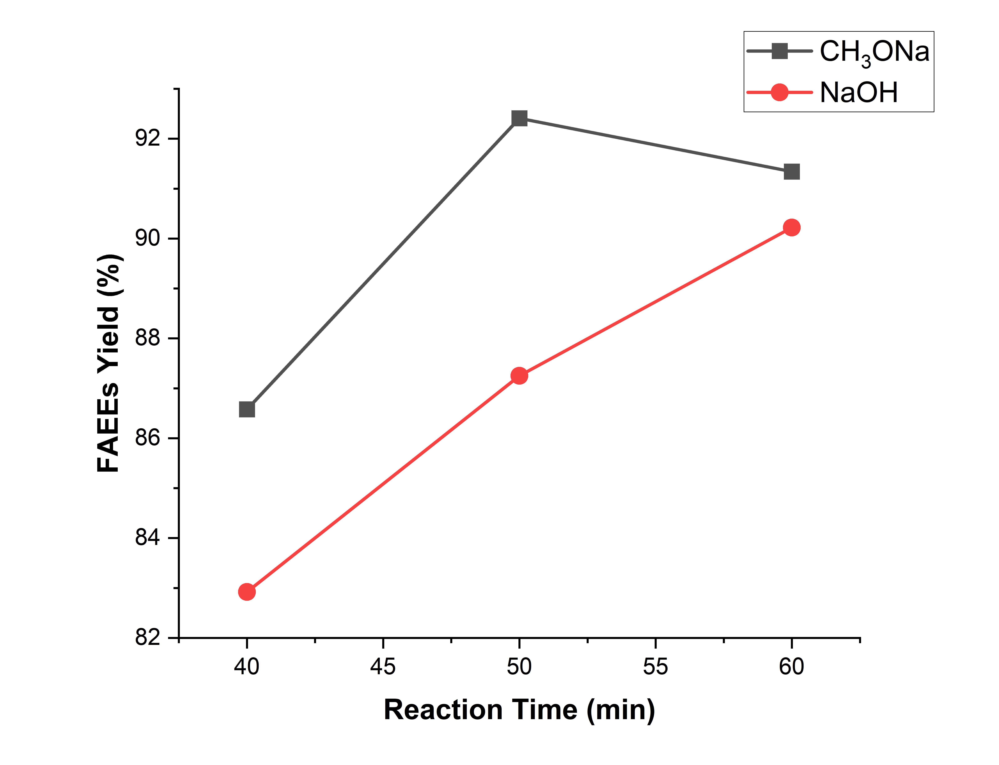 CH₃ONa
NaOH
FAEEs Yield (%)
92
90
88
86
84
82
40 45 50 55 60
Reaction Time (min)